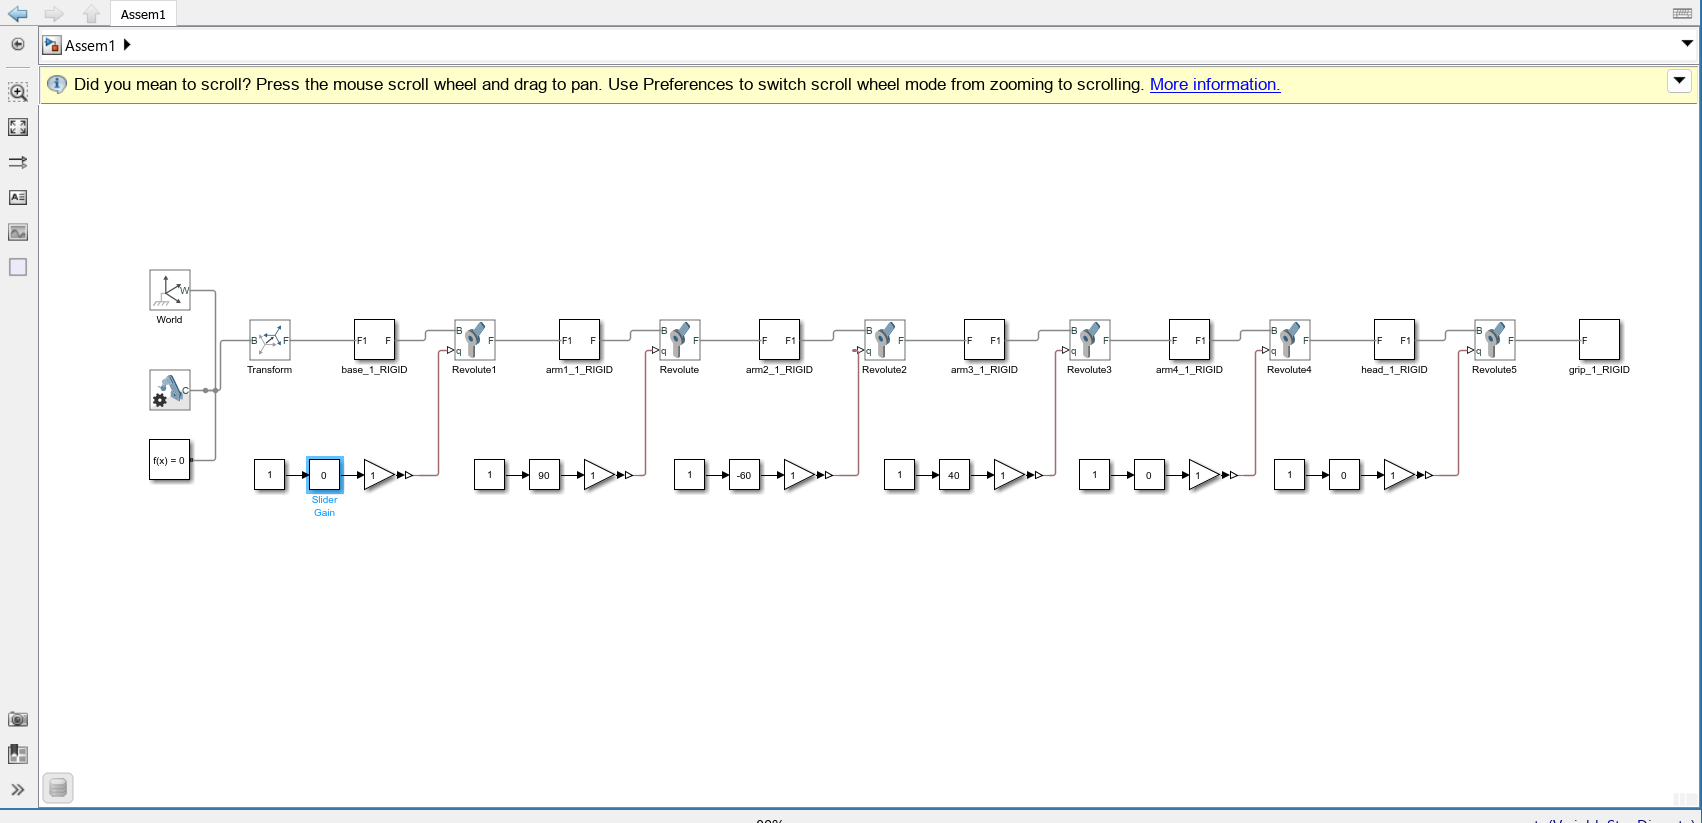 Assem1
Assem1
Did you mean to scroll? Press the mouse scroll wheel and drag to pan. Use Preferences to switch scroll wheel mode from zooming to scrolling. More information.
W
World
B F
Transform
F1 F
base_1_RIGID
B q F
Revolute1
F1 F
arm1_1_RIGID
B q F
Revolute
F F1
arm2_1_RIGID
B q F
Revolute2
F F1
arm3_1_RIGID
B q F
Revolute3
F F1
arm4_1_RIGID
B q F
Revolute4
F F1
head_1_RIGID
B q F
Revolute5
F
grip_1_RIGID
C
f(x) = 0
1 0 1
Slider
Gain
1 90 1
1 -60 1
1 40 1
1 0 1
1 0 1